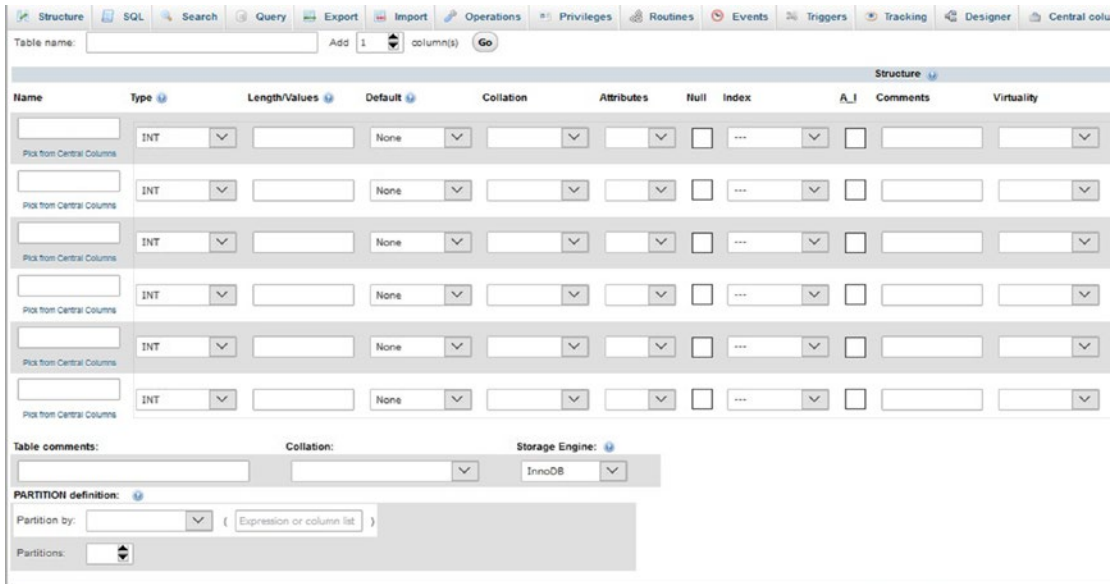 Structure SQL Search Query Export Import Operations Privileges Routines Events Triggers Tracking Designer Central colu
Table name: Add 1 column(s) Go
Structure
Name Type Length/Values Default Collation Attributes Null Index A_I Comments Virtuality
INT None ---
Pick from Central Columns
INT None ---
Pick from Central Columns
INT None ---
Pick from Central Columns
INT None ---
Pick from Central Columns
INT None ---
Pick from Central Columns
INT None ---
Pick from Central Columns
Table comments: Collation: Storage Engine:
InnoDB
PARTITION definition:
Partition by: ( Expression or column list )
Partitions: